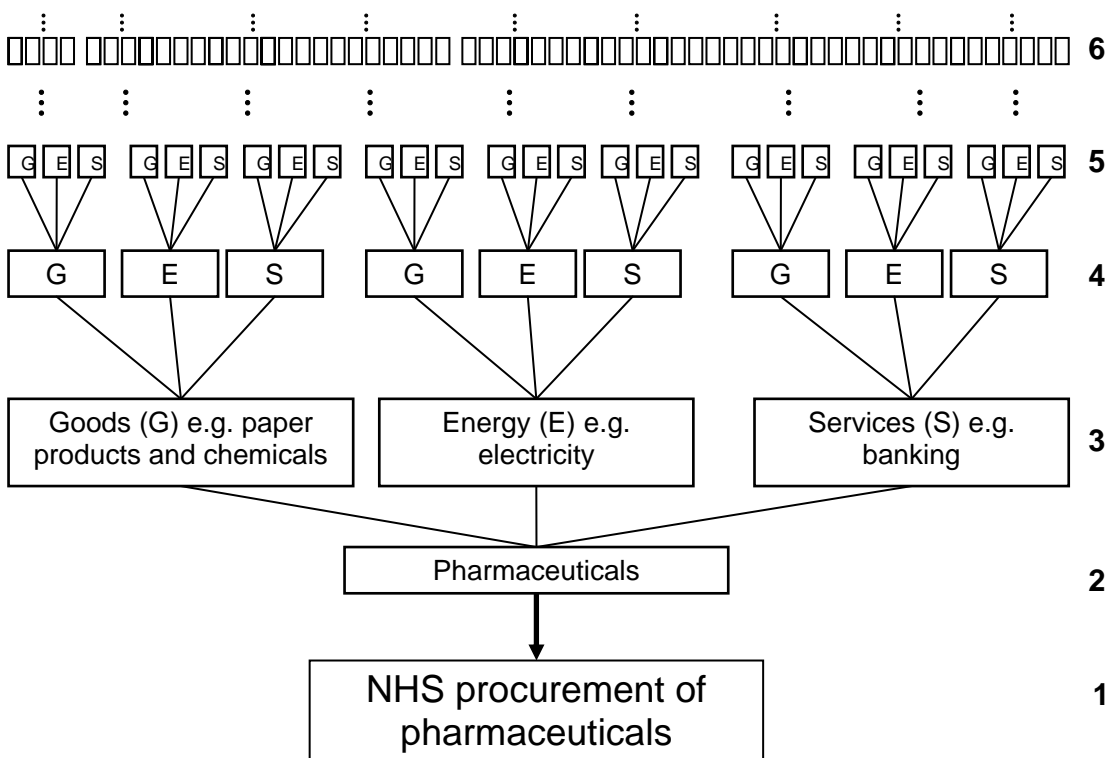 6
G E S G E S G E S G E S G E S G E S G E S G E S G E S 5
G E S G E S G E S 4
Goods (G) e.g. paper
products and chemicals
Energy (E) e.g.
electricity
Services (S) e.g.
banking
3
Pharmaceuticals
2
NHS procurement of
pharmaceuticals
1